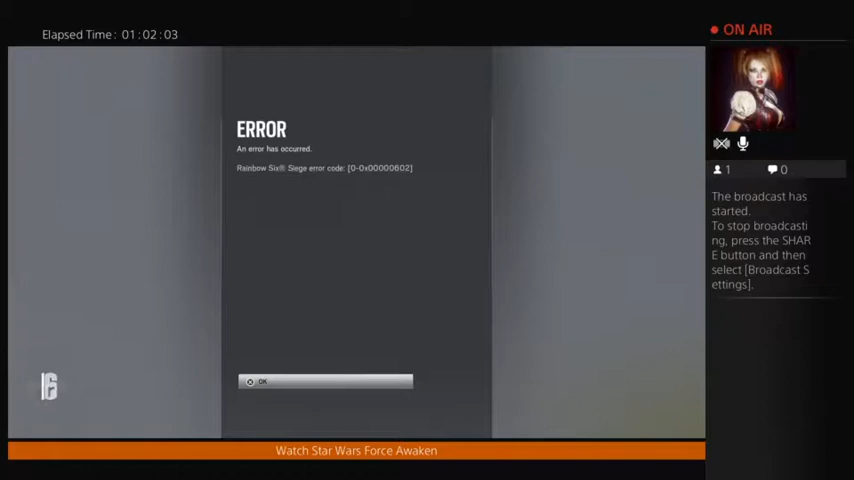 Elapsed Time: 01:02:03
ON AIR
ERROR
An error has occurred.
Rainbow Six® Siege error code: [0-0x00000602]
OK
1
0
The broadcast has
started.
To stop broadcasti
ng, press the SHAR
E button and then
select [Broadcast S
ettings].
6
Watch Star Wars Force Awaken